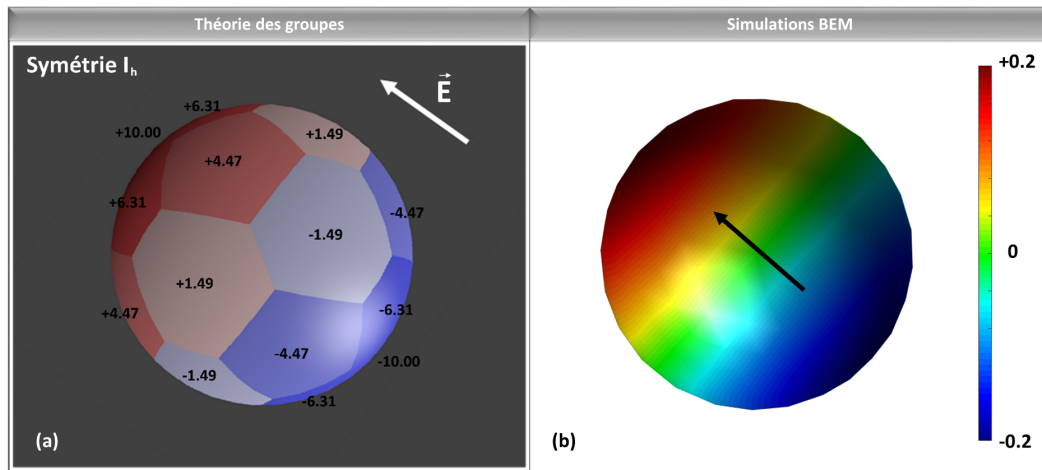 Théorie des groupes
Simulations BEM
Symétrie Iₕ
E
+6.31
+10.00
+1.49
+4.47
+6.31
-4.47
-1.49
+1.49
+4.47
-6.31
-4.47
-10.00
-1.49
-6.31
(a)
+0.2
0
-0.2
(b)